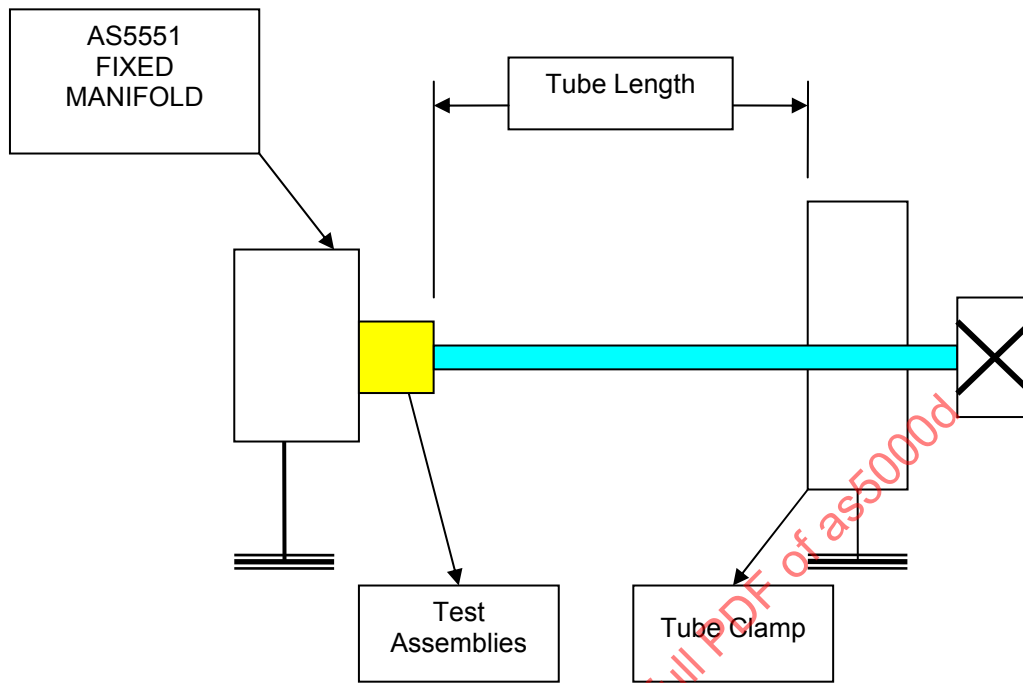 AS5551
FIXED
MANIFOLD
Tube Length
Test
Assemblies
Tube Clamp
full PDF of as5000d